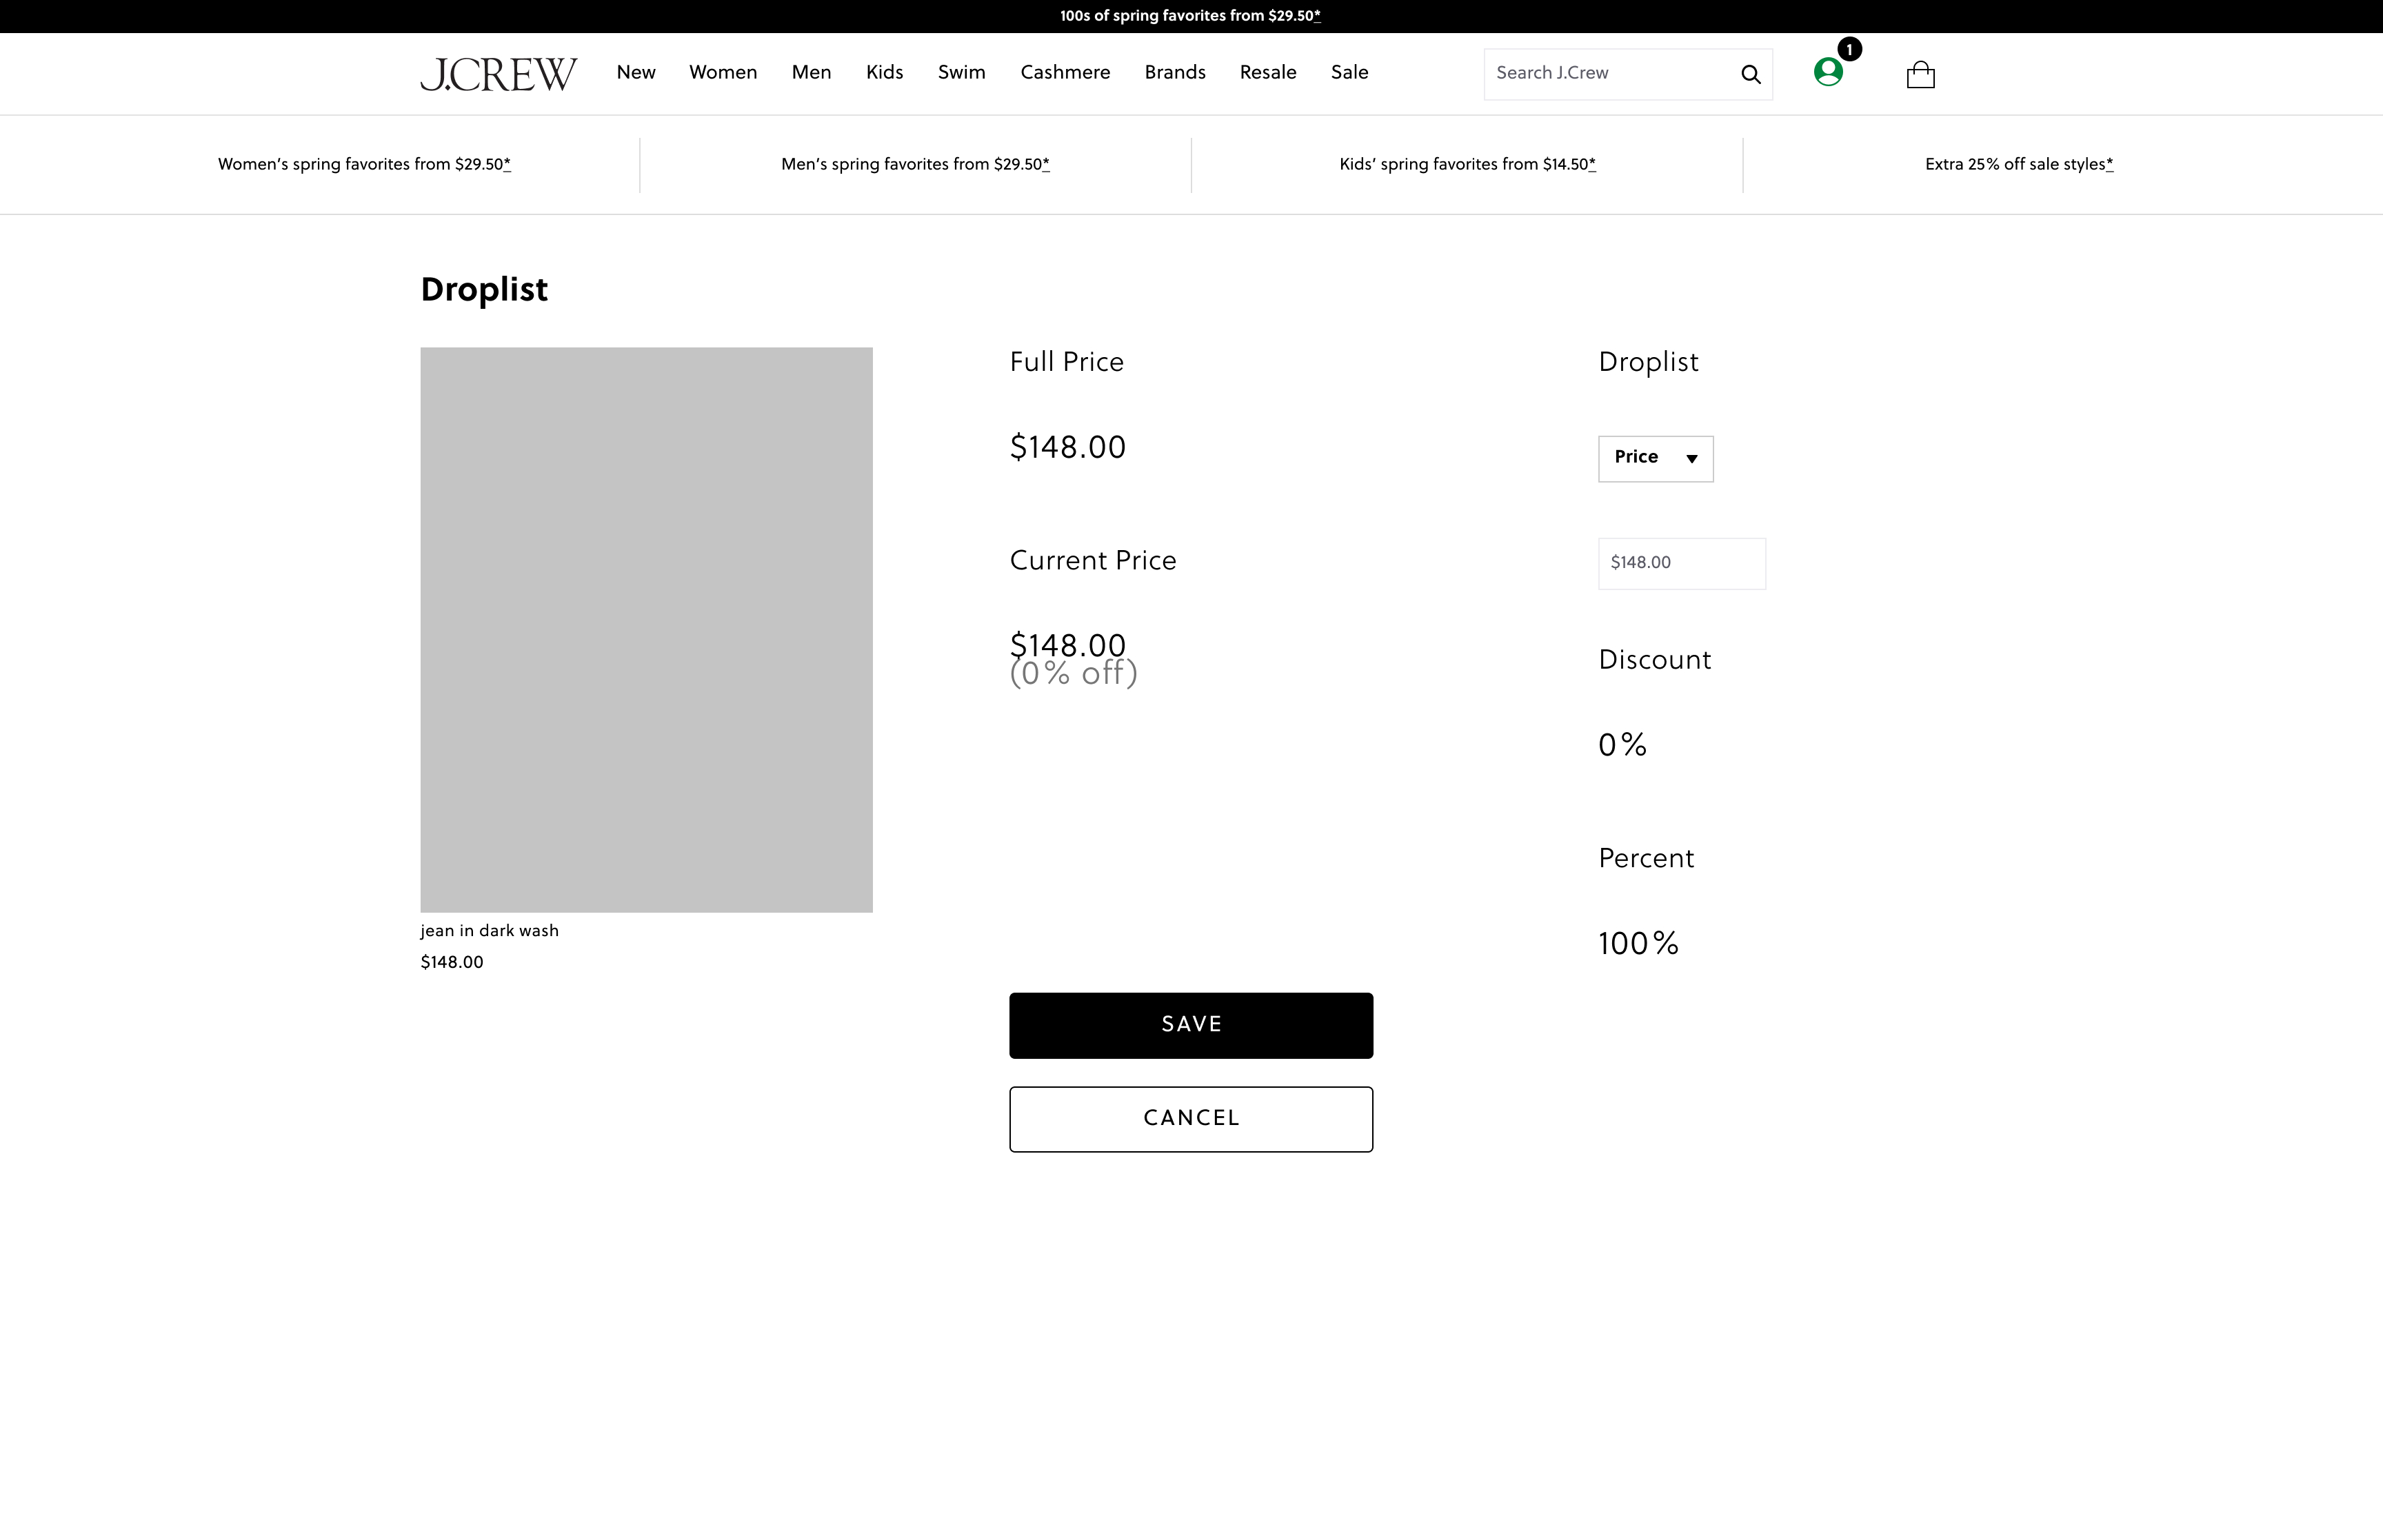 100s of spring favorites from $29.50*
J.CREW
New Women Men Kids Swim Cashmere Brands Resale Sale
Search J.Crew
1
Women’s spring favorites from $29.50*
Men’s spring favorites from $29.50*
Kids’ spring favorites from $14.50*
Extra 25% off sale styles*
Droplist
jean in dark wash
$148.00
Full Price
$148.00
Current Price
$148.00
(0% off)
Droplist
Price
$148.00
Discount
0%
Percent
100%
SAVE
CANCEL